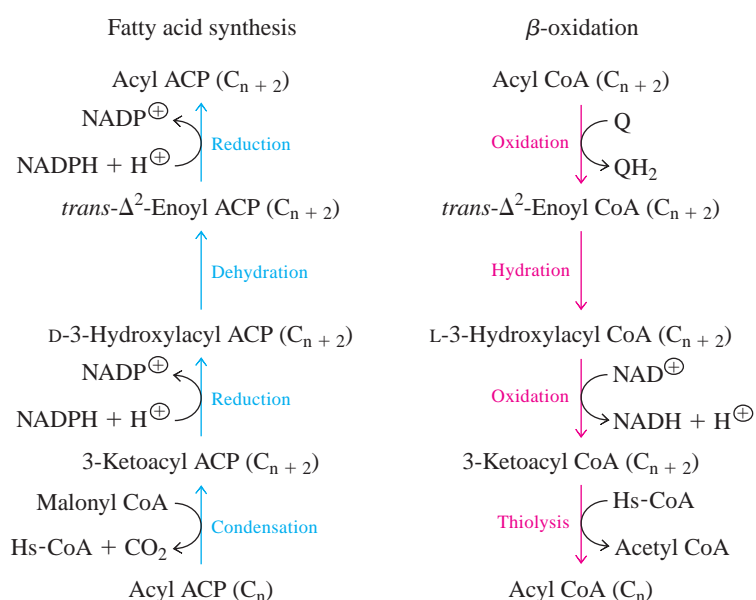 Fatty acid synthesis
Acyl ACP (Cn + 2)
NADP⊕
Reduction
NADPH + H⊕
trans-Δ²-Enoyl ACP (Cn + 2)
Dehydration
D-3-Hydroxylacyl ACP (Cn + 2)
NADP⊕
Reduction
NADPH + H⊕
3-Ketoacyl ACP (Cn + 2)
Malonyl CoA
Condensation
Hs-CoA + CO₂
Acyl ACP (Cn)
β-oxidation
Acyl CoA (Cn + 2)
Q
Oxidation
QH₂
trans-Δ²-Enoyl CoA (Cn + 2)
Hydration
L-3-Hydroxylacyl CoA (Cn + 2)
NAD⊕
Oxidation
NADH + H⊕
3-Ketoacyl CoA (Cn + 2)
Hs-CoA
Thiolysis
Acetyl CoA
Acyl CoA (Cn)